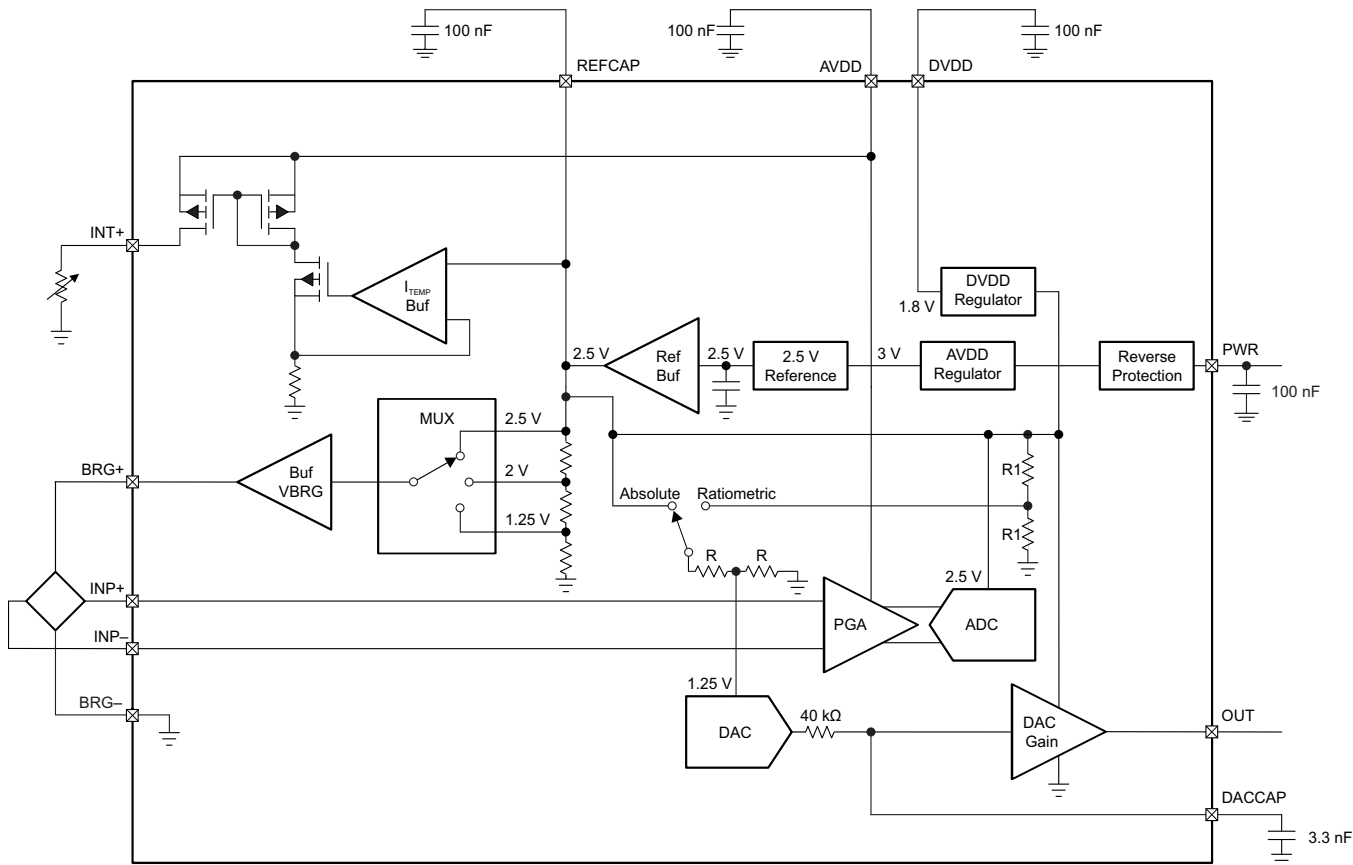 100 nF
100 nF
100 nF
REFCAP
AVDD
DVDD
INT+
I_TEMP
Buf
DVDD
Regulator
1.8 V
2.5 V
Ref
Buf
2.5 V
2.5 V
Reference
3 V
AVDD
Regulator
Reverse
Protection
PWR
100 nF
MUX
2.5 V
2 V
1.25 V
BRG+
Buf
VBRG
Absolute
Ratiometric
R1
R1
R
R
2.5 V
INP+
INP–
PGA
ADC
BRG–
1.25 V
DAC
40 kΩ
DAC
Gain
OUT
DACCAP
3.3 nF